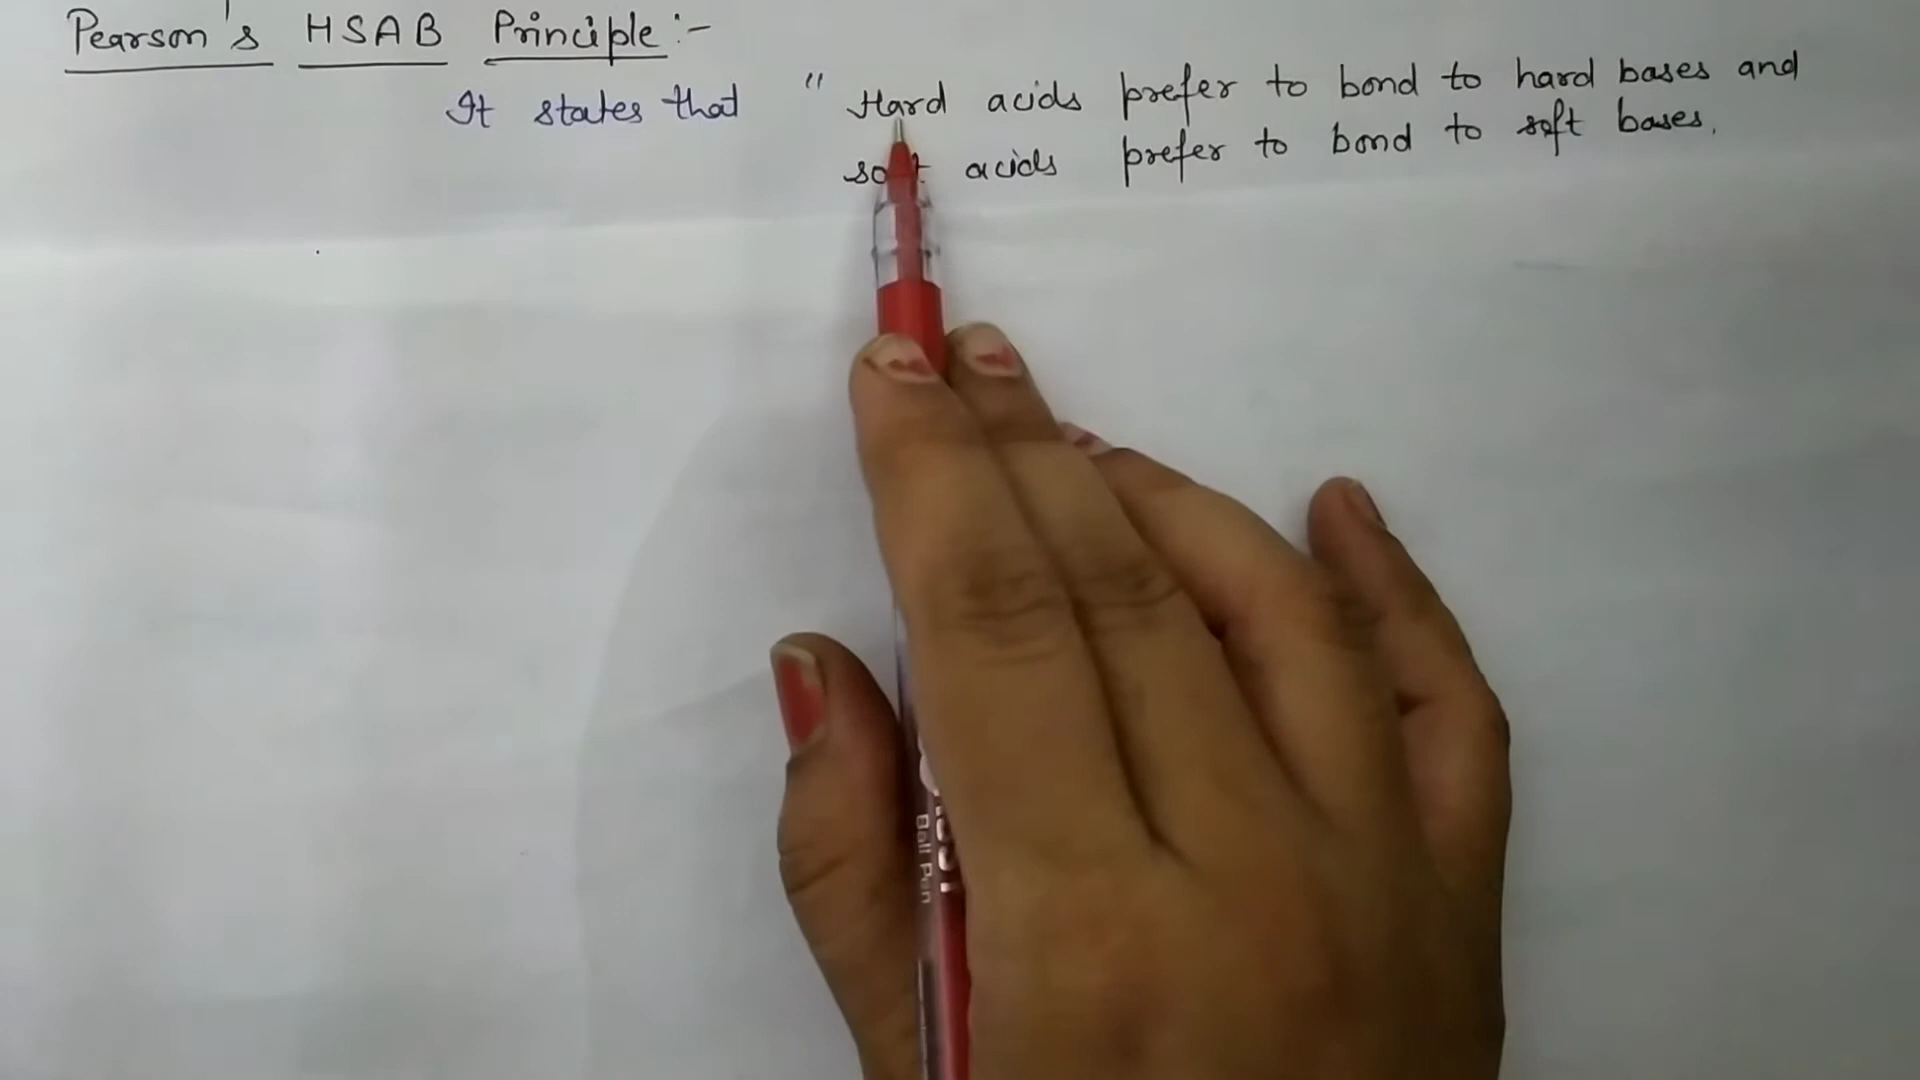 Pearson's HSAB Principle :-
It states that " Hard acids prefer to bond to hard bases and
soft acids prefer to bond to soft bases.
Ball Pen